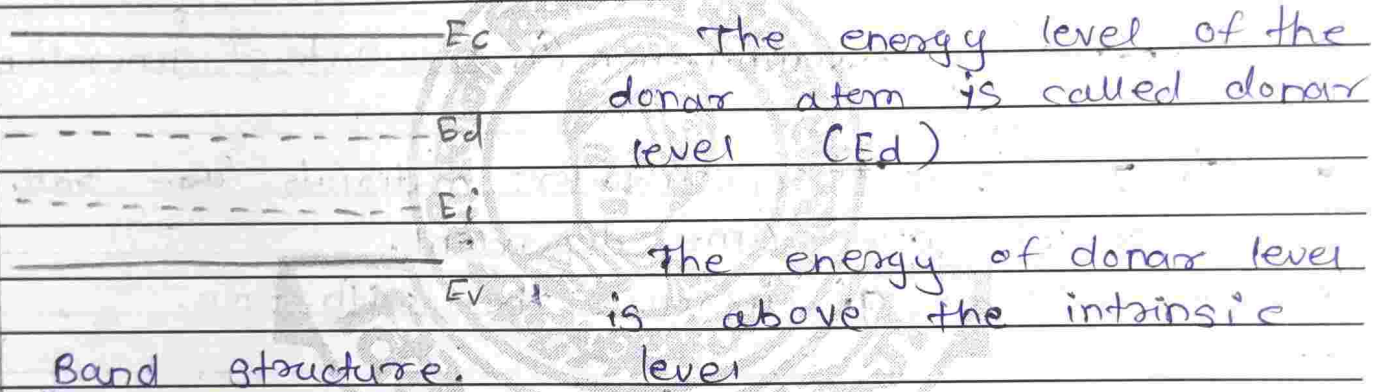 Ec : The energy level of the
donar atem is called donar
Ed level (Ed)
Ei
The energy of donar level
Ev is above the intrinsic
Band structure. level